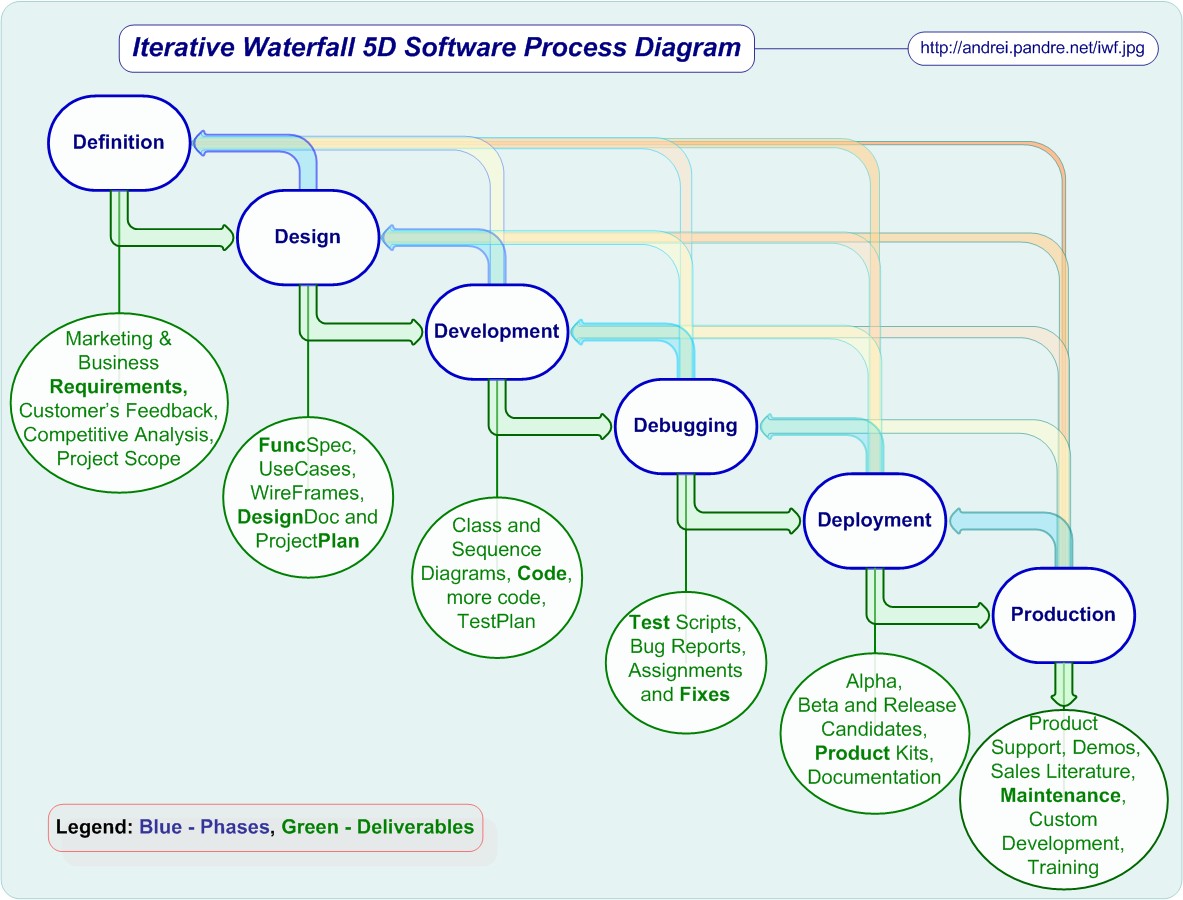 Iterative Waterfall 5D Software Process Diagram
http://andrei.pandre.net/iwf.jpg
Definition
Design
Development
Debugging
Deployment
Production
Marketing &
Business
Requirements,
Customer's Feedback,
Competitive Analysis,
Project Scope
FuncSpec,
UseCases,
WireFrames,
DesignDoc and
ProjectPlan
Class and
Sequence
Diagrams, Code,
more code,
TestPlan
Test Scripts,
Bug Reports,
Assignments
and Fixes
Alpha,
Beta and Release
Candidates,
Product Kits,
Documentation
Product
Support, Demos,
Sales Literature,
Maintenance,
Custom
Development,
Training
Legend: Blue - Phases, Green - Deliverables